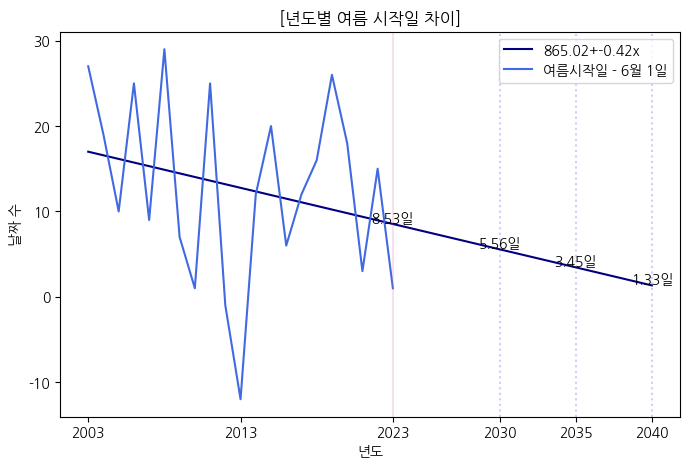 [년도별 여름 시작일 차이]
865.02+-0.42x
여름시작일 - 6월 1일
30
20
10
0
-10
날짜 수
8.53일
5.56일
3.45일
1.33일
2003
2013
2023
2030
2035
2040
년도